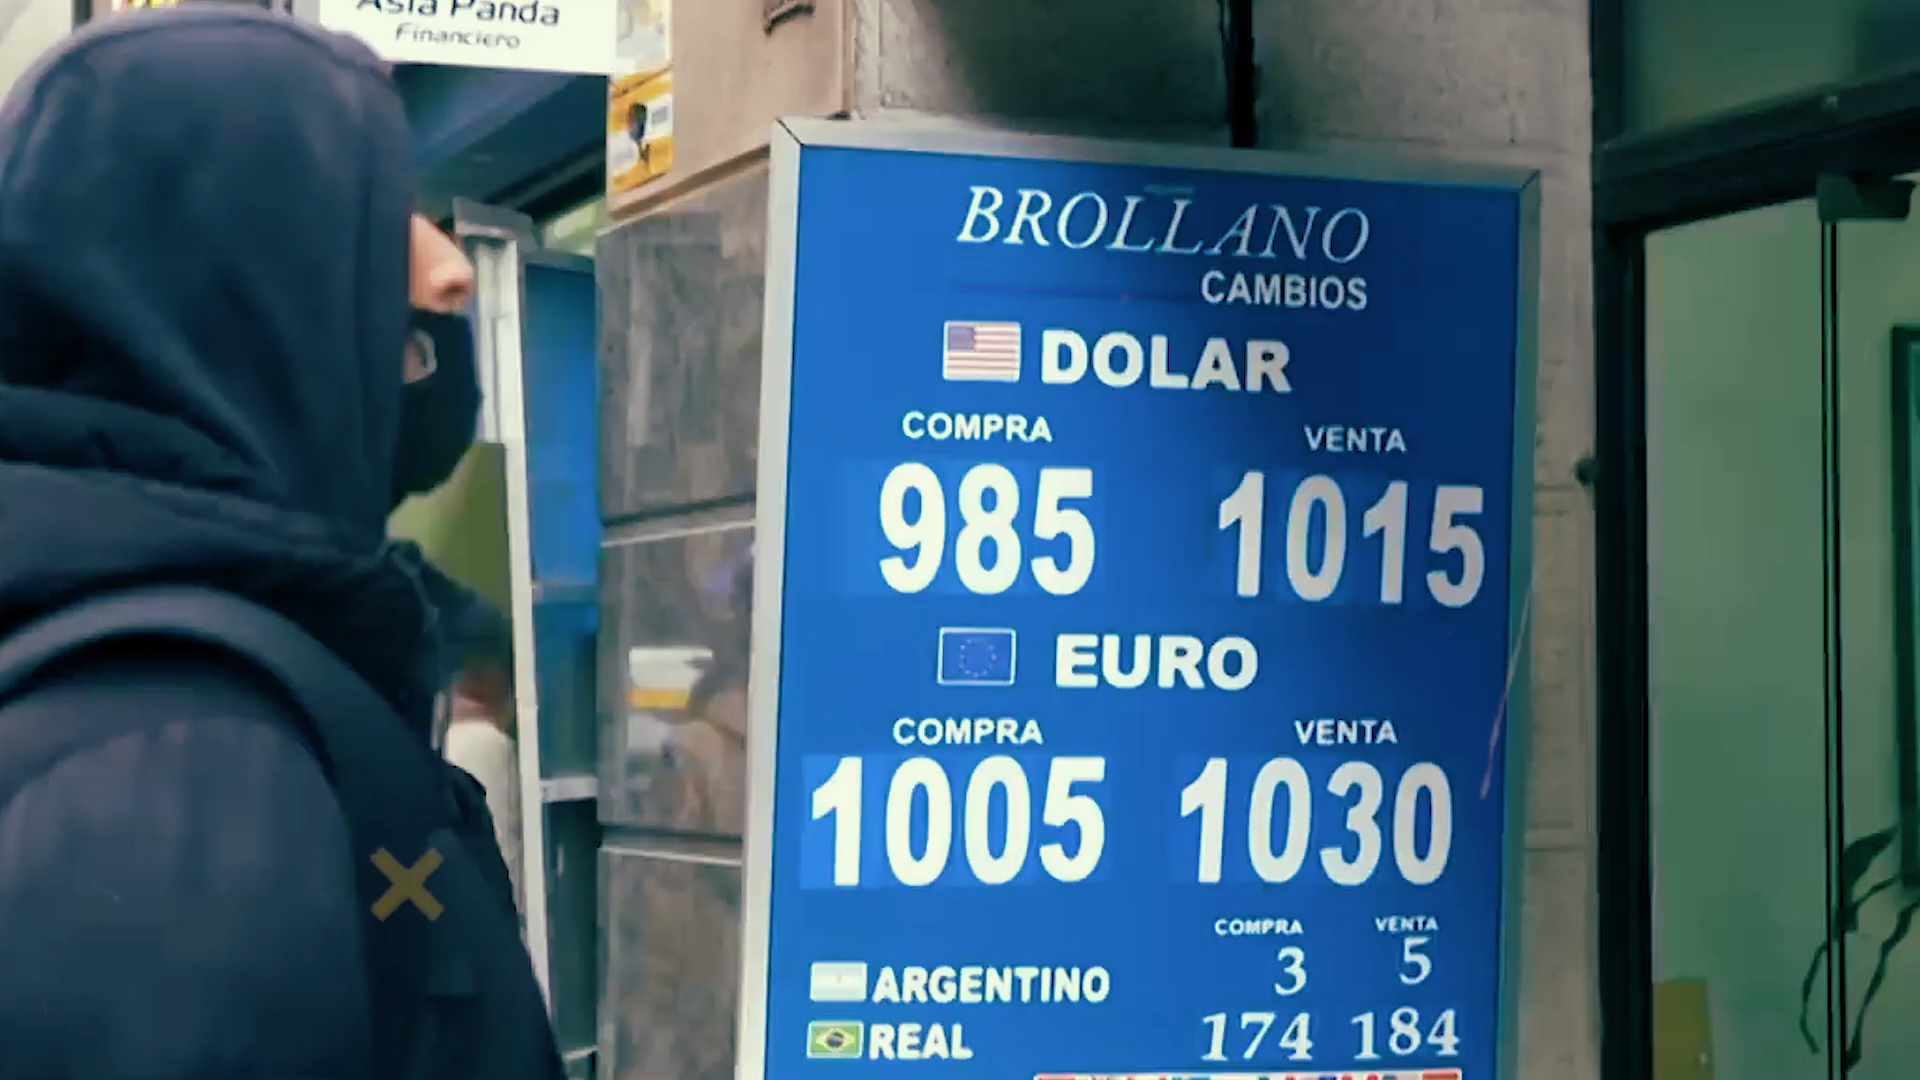 Asia Panda
Financiero
BROLLANO
CAMBIOS
DOLAR
COMPRA VENTA
985 1015
EURO
COMPRA VENTA
1005 1030
COMPRA VENTA
ARGENTINO 3 5
REAL 174 184